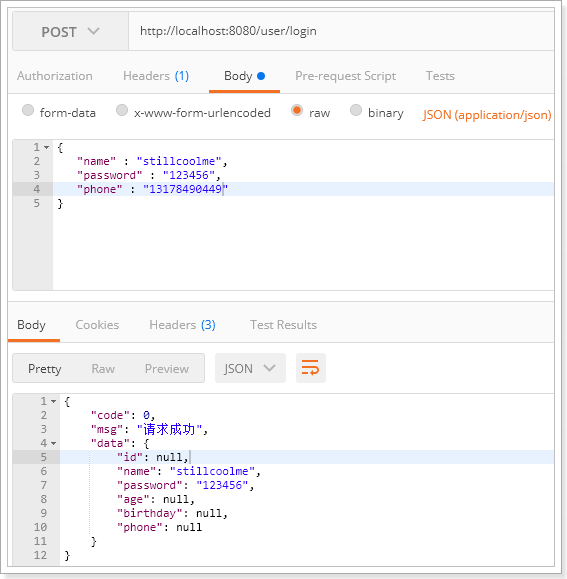 POST http://localhost:8080/user/login
Authorization Headers (1) Body Pre-request Script Tests
form-data x-www-form-urlencoded raw binary JSON (application/json)
1 {
2 "name" : "stillcoolme",
3 "password" : "123456",
4 "phone" : "13178490449"
5 }
Body Cookies Headers (3) Test Results
Pretty Raw Preview JSON
1 {
2 "code": 0,
3 "msg": "请求成功",
4 "data": {
5 "id": null,
6 "name": "stillcoolme",
7 "password": "123456",
8 "age": null,
9 "birthday": null,
10 "phone": null
11 }
12 }